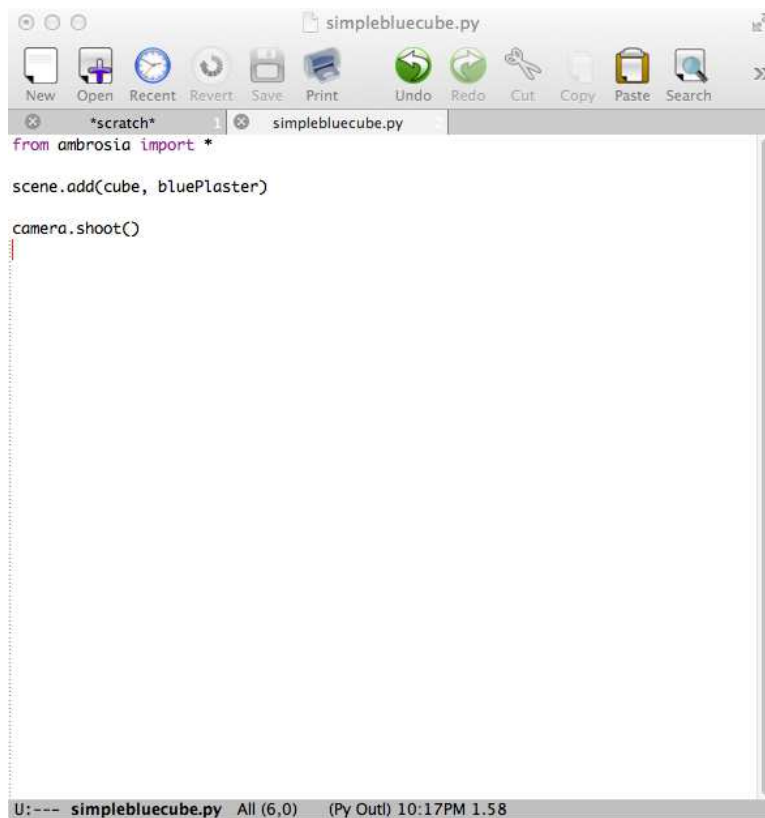 simplebluecube.py
New Open Recent Revert Save Print Undo Redo Cut Copy Paste Search
*scratch* 1 simplebluecube.py
from ambrosia import *
scene.add(cube, bluePlaster)
camera.shoot()
U:--- simplebluecube.py All (6,0) (Py Outl) 10:17PM 1.58